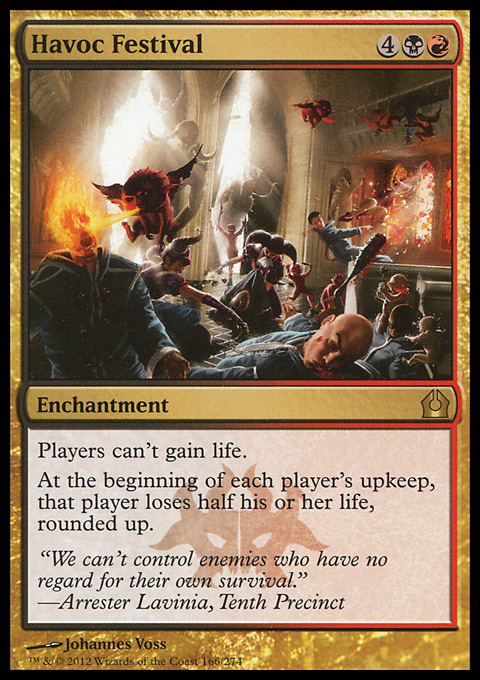 Havoc Festival 4
Enchantment
Players can't gain life.
At the beginning of each player's upkeep,
that player loses half his or her life,
rounded up.
“We can't control enemies who have no
regard for their own survival.”
—Arrester Lavinia, Tenth Precinct
Johannes Voss
™ & © 2012 Wizards of the Coast 166/274